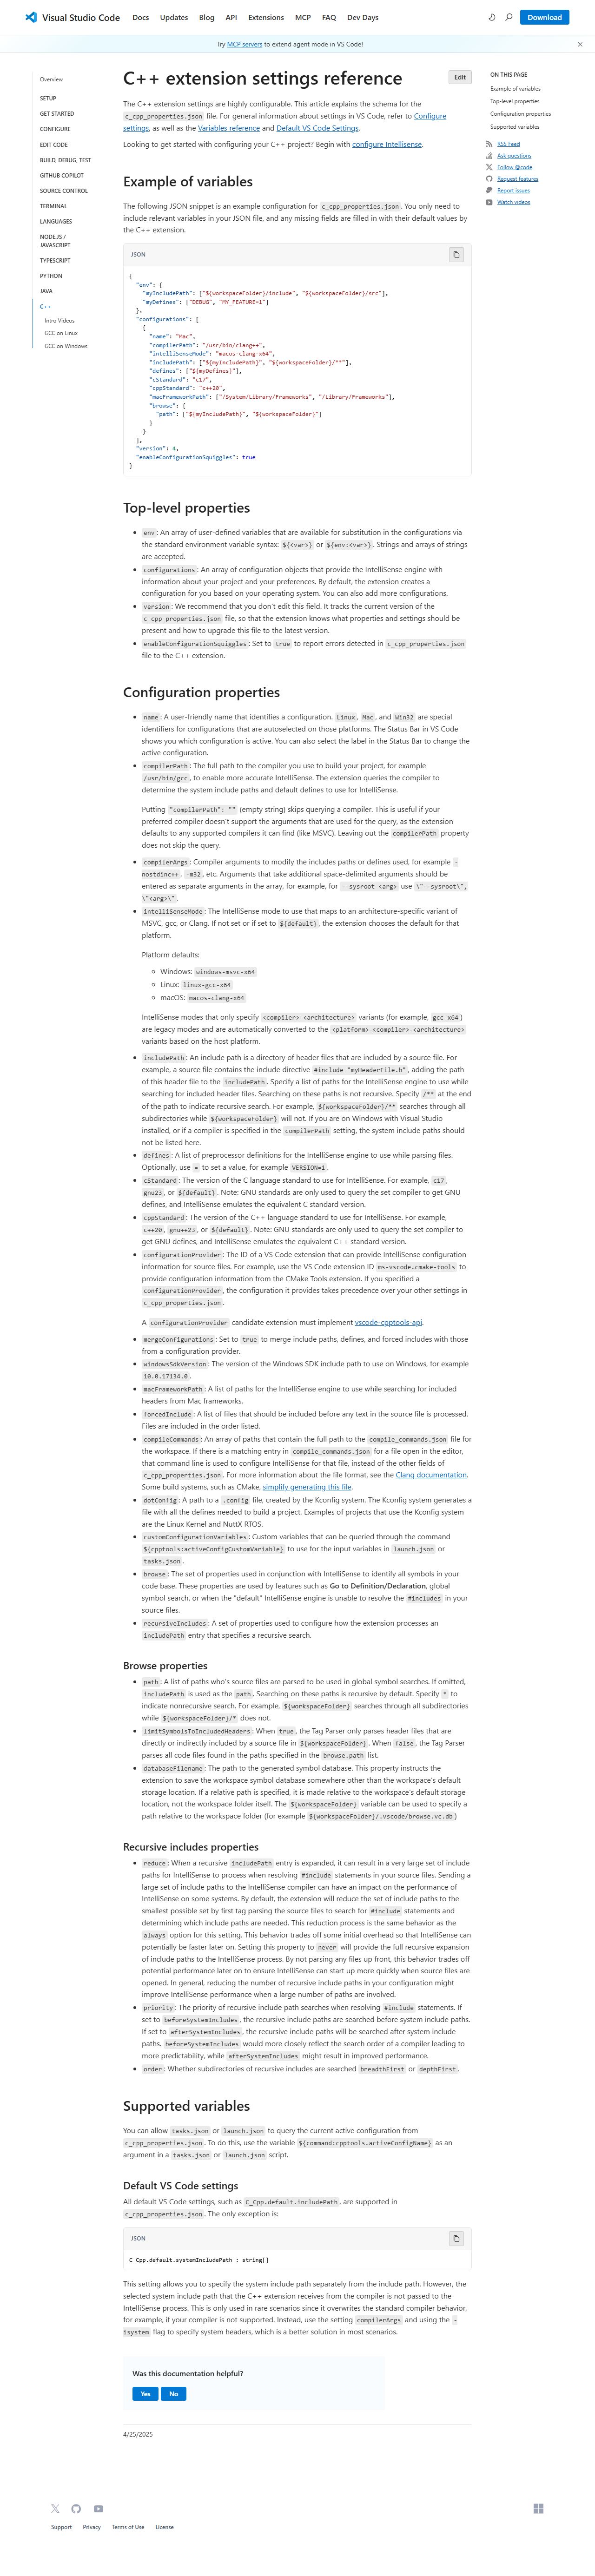 Visual Studio Code
Docs
Updates
Blog
API
Extensions
MCP
FAQ
Dev Days
Download
Try MCP servers to extend agent mode in VS Code!
Overview
SETUP
GET STARTED
CONFIGURE
EDIT CODE
BUILD, DEBUG, TEST
GITHUB COPILOT
SOURCE CONTROL
TERMINAL
LANGUAGES
NODE.JS /
JAVASCRIPT
TYPESCRIPT
PYTHON
JAVA
C++
Intro Videos
GCC on Linux
GCC on Windows
C++ extension settings reference
Edit
The C++ extension settings are highly configurable. This article explains the schema for the
c_cpp_properties.json file. For general information about settings in VS Code, refer to Configure
settings, as well as the Variables reference and Default VS Code Settings.
Looking to get started with configuring your C++ project? Begin with configure Intellisense.
Example of variables
The following JSON snippet is an example configuration for c_cpp_properties.json. You only need to
include relevant variables in your JSON file, and any missing fields are filled in with their default values by
the C++ extension.
JSON
{
"env": {
"myIncludePath": ["${workspaceFolder}/include", "${workspaceFolder}/src"],
"myDefines": ["DEBUG", "MY_FEATURE=1"]
},
"configurations": [
{
"name": "Mac",
"compilerPath": "/usr/bin/clang++",
"intelliSenseMode": "macos-clang-x64",
"includePath": ["${myIncludePath}", "${workspaceFolder}/**"],
"defines": ["${myDefines}"],
"cStandard": "c17",
"cppStandard": "c++20",
"macFrameworkPath": ["/System/Library/Frameworks", "/Library/Frameworks"],
"browse": {
"path": ["${myIncludePath}", "${workspaceFolder}"]
}
}
],
"version": 4,
"enableConfigurationSquiggles": true
}
Top-level properties
• env: An array of user-defined variables that are available for substitution in the configurations via
the standard environment variable syntax: ${<var>} or ${env:<var>}. Strings and arrays of strings
are accepted.
• configurations: An array of configuration objects that provide the IntelliSense engine with
information about your project and your preferences. By default, the extension creates a
configuration for you based on your operating system. You can also add more configurations.
• version: We recommend that you don't edit this field. It tracks the current version of the
c_cpp_properties.json file, so that the extension knows what properties and settings should be
present and how to upgrade this file to the latest version.
• enableConfigurationSquiggles: Set to true to report errors detected in c_cpp_properties.json
file to the C++ extension.
Configuration properties
• name: A user-friendly name that identifies a configuration. Linux, Mac, and Win32 are special
identifiers for configurations that are autoselected on those platforms. The Status Bar in VS Code
shows you which configuration is active. You can also select the label in the Status Bar to change the
active configuration.
• compilerPath: The full path to the compiler you use to build your project, for example
/usr/bin/gcc, to enable more accurate IntelliSense. The extension queries the compiler to
determine the system include paths and default defines to use for IntelliSense.
Putting "compilerPath": "" (empty string) skips querying a compiler. This is useful if your
preferred compiler doesn't support the arguments that are used for the query, as the extension
defaults to any supported compilers it can find (like MSVC). Leaving out the compilerPath property
does not skip the query.
• compilerArgs: Compiler arguments to modify the includes paths or defines used, for example -
nostdinc++, -m32, etc. Arguments that take additional space-delimited arguments should be
entered as separate arguments in the array, for example, for --sysroot <arg> use \"--sysroot\",
\"<arg>\".
• intelliSenseMode: The IntelliSense mode to use that maps to an architecture-specific variant of
MSVC, gcc, or Clang. If not set or if set to ${default}, the extension chooses the default for that
platform.
Platform defaults:
◦ Windows: windows-msvc-x64
◦ Linux: linux-gcc-x64
◦ macOS: macos-clang-x64
IntelliSense modes that only specify <compiler>-<architecture> variants (for example, gcc-x64)
are legacy modes and are automatically converted to the <platform>-<compiler>-<architecture>
variants based on the host platform.
• includePath: An include path is a directory of header files that are included by a source file. For
example, a source file contains the include directive #include "myHeaderFile.h", adding the path
of this header file to the includePath. Specify a list of paths for the IntelliSense engine to use while
searching for included header files. Searching on these paths is not recursive. Specify /** at the end
of the path to indicate recursive search. For example, ${workspaceFolder}/** searches through all
subdirectories while ${workspaceFolder} will not. If you are on Windows with Visual Studio
installed, or if a compiler is specified in the compilerPath setting, the system include paths should
not be listed here.
• defines: A list of preprocessor definitions for the IntelliSense engine to use while parsing files.
Optionally, use = to set a value, for example VERSION=1.
• cStandard: The version of the C language standard to use for IntelliSense. For example, c17,
gnu23, or ${default}. Note: GNU standards are only used to query the set compiler to get GNU
defines, and IntelliSense emulates the equivalent C standard version.
• cppStandard: The version of the C++ language standard to use for IntelliSense. For example,
c++20, gnu++23, or ${default}. Note: GNU standards are only used to query the set compiler to
get GNU defines, and IntelliSense emulates the equivalent C++ standard version.
• configurationProvider: The ID of a VS Code extension that can provide IntelliSense configuration
information for source files. For example, use the VS Code extension ID ms-vscode.cmake-tools to
provide configuration information from the CMake Tools extension. If you specified a
configurationProvider, the configuration it provides takes precedence over your other settings in
c_cpp_properties.json.
A configurationProvider candidate extension must implement vscode-cpptools-api.
• mergeConfigurations: Set to true to merge include paths, defines, and forced includes with those
from a configuration provider.
• windowsSdkVersion: The version of the Windows SDK include path to use on Windows, for example
10.0.17134.0.
• macFrameworkPath: A list of paths for the IntelliSense engine to use while searching for included
headers from Mac frameworks.
• forcedInclude: A list of files that should be included before any text in the source file is processed.
Files are included in the order listed.
• compileCommands: An array of paths that contain the full path to the compile_commands.json file for
the workspace. If there is a matching entry in compile_commands.json for a file open in the editor,
that command line is used to configure IntelliSense for that file, instead of the other fields of
c_cpp_properties.json. For more information about the file format, see the Clang documentation.
Some build systems, such as CMake, simplify generating this file.
• dotConfig: A path to a .config file, created by the Kconfig system. The Kconfig system generates a
file with all the defines needed to build a project. Examples of projects that use the Kconfig system
are the Linux Kernel and NuttX RTOS.
• customConfigurationVariables: Custom variables that can be queried through the command
${cpptools:activeConfigCustomVariable} to use for the input variables in launch.json or
tasks.json.
• browse: The set of properties used in conjunction with IntelliSense to identify all symbols in your
code base. These properties are used by features such as Go to Definition/Declaration, global
symbol search, or when the "default" IntelliSense engine is unable to resolve the #includes in your
source files.
• recursiveIncludes: A set of properties used to configure how the extension processes an
includePath entry that specifies a recursive search.
Browse properties
• path: A list of paths who's source files are parsed to be used in global symbol searches. If omitted,
includePath is used as the path. Searching on these paths is recursive by default. Specify * to
indicate nonrecursive search. For example, ${workspaceFolder} searches through all subdirectories
while ${workspaceFolder}/* does not.
• limitSymbolsToIncludedHeaders: When true, the Tag Parser only parses header files that are
directly or indirectly included by a source file in ${workspaceFolder}. When false, the Tag Parser
parses all code files found in the paths specified in the browse.path list.
• databaseFilename: The path to the generated symbol database. This property instructs the
extension to save the workspace symbol database somewhere other than the workspace's default
storage location. If a relative path is specified, it is made relative to the workspace's default storage
location, not the workspace folder itself. The ${workspaceFolder} variable can be used to specify a
path relative to the workspace folder (for example ${workspaceFolder}/.vscode/browse.vc.db)
Recursive includes properties
• reduce: When a recursive includePath entry is expanded, it can result in a very large set of include
paths for IntelliSense to process when resolving #include statements in your source files. Sending a
large set of include paths to the IntelliSense compiler can have an impact on the performance of
IntelliSense on some systems. By default, the extension will reduce the set of include paths to the
smallest possible set by first tag parsing the source files to search for #include statements and
determining which include paths are needed. This reduction process is the same behavior as the
always option for this setting. This behavior trades off some initial overhead so that IntelliSense can
potentially be faster later on. Setting this property to never will provide the full recursive expansion
of include paths to the IntelliSense process. By not parsing any files up front, this behavior trades off
potential performance later on to ensure IntelliSense can start up more quickly when source files are
opened. In general, reducing the number of recursive include paths in your configuration might
improve IntelliSense performance when a large number of paths are involved.
• priority: The priority of recursive include path searches when resolving #include statements. If
set to beforeSystemIncludes, the recursive include paths are searched before system include paths.
If set to afterSystemIncludes, the recursive include paths will be searched after system include
paths. beforeSystemIncludes would more closely reflect the search order of a compiler leading to
more predictability, while afterSystemIncludes might result in improved performance.
• order: Whether subdirectories of recursive includes are searched breadthFirst or depthFirst.
Supported variables
You can allow tasks.json or launch.json to query the current active configuration from
c_cpp_properties.json. To do this, use the variable ${command:cpptools.activeConfigName} as an
argument in a tasks.json or launch.json script.
Default VS Code settings
All default VS Code settings, such as C_Cpp.default.includePath, are supported in
c_cpp_properties.json. The only exception is:
JSON
C_Cpp.default.systemIncludePath : string[]
This setting allows you to specify the system include path separately from the include path. However, the
selected system include path that the C++ extension receives from the compiler is not passed to the
IntelliSense process. This is only used in rare scenarios since it overwrites the standard compiler behavior,
for example, if your compiler is not supported. Instead, use the setting compilerArgs and using the -
isystem flag to specify system headers, which is a better solution in most scenarios.
Was this documentation helpful?
Yes
No
4/25/2025
ON THIS PAGE
Example of variables
Top-level properties
Configuration properties
Supported variables
RSS Feed
Ask questions
Follow @code
Request features
Report issues
Watch videos
Support
Privacy
Terms of Use
License